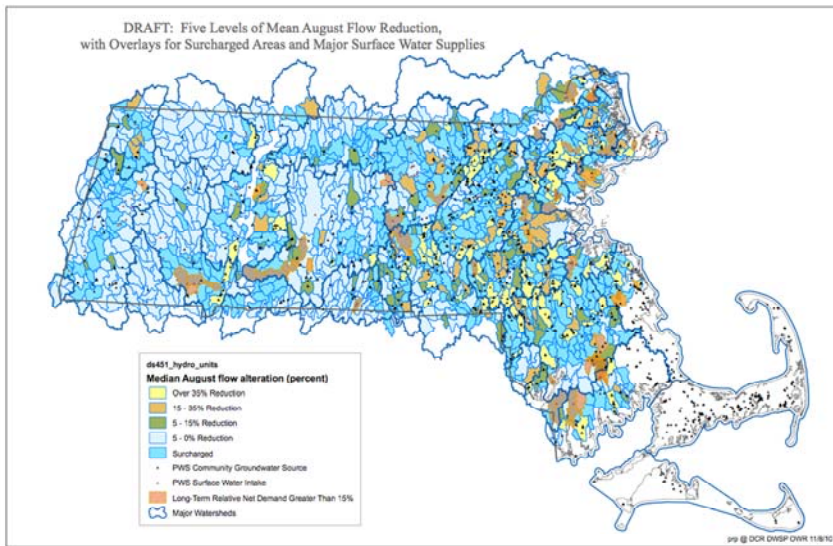 DRAFT: Five Levels of Mean August Flow Reduction,
with Overlays for Surcharged Areas and Major Surface Water Supplies
ds451_hydro_units
Median August flow alteration (percent)
Over 35% Reduction
15 - 35% Reduction
5 - 15% Reduction
5 - 0% Reduction
Surcharged
PWS Community Groundwater Source
PWS Surface Water Intake
Long-Term Relative Net Demand Greater Than 15%
Major Watersheds
prp @ DCR DWSP OWR 11/8/10